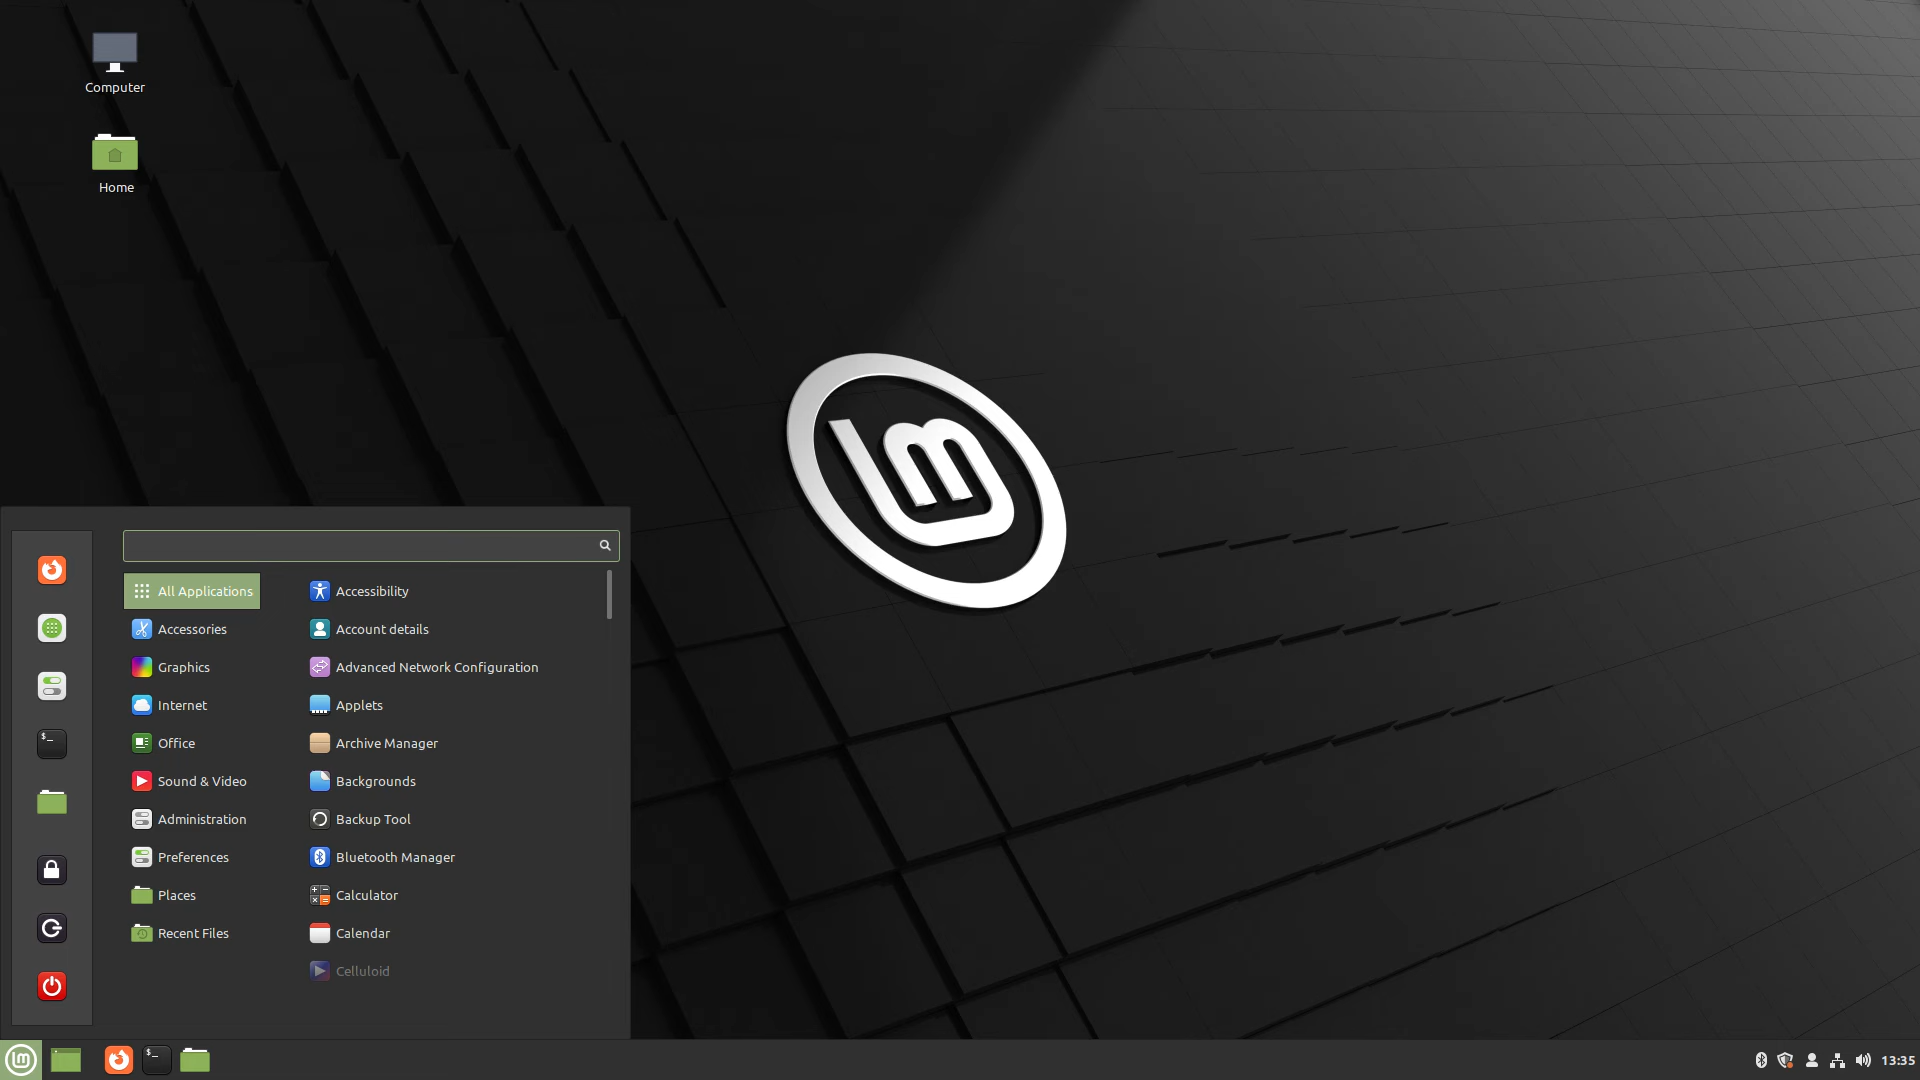 Computer
Home
All Applications
Accessories
Graphics
Internet
Office
Sound & Video
Administration
Preferences
Places
Recent Files
Accessibility
Account details
Advanced Network Configuration
Applets
Archive Manager
Backgrounds
Backup Tool
Bluetooth Manager
Calculator
Calendar
Celluloid
13:35